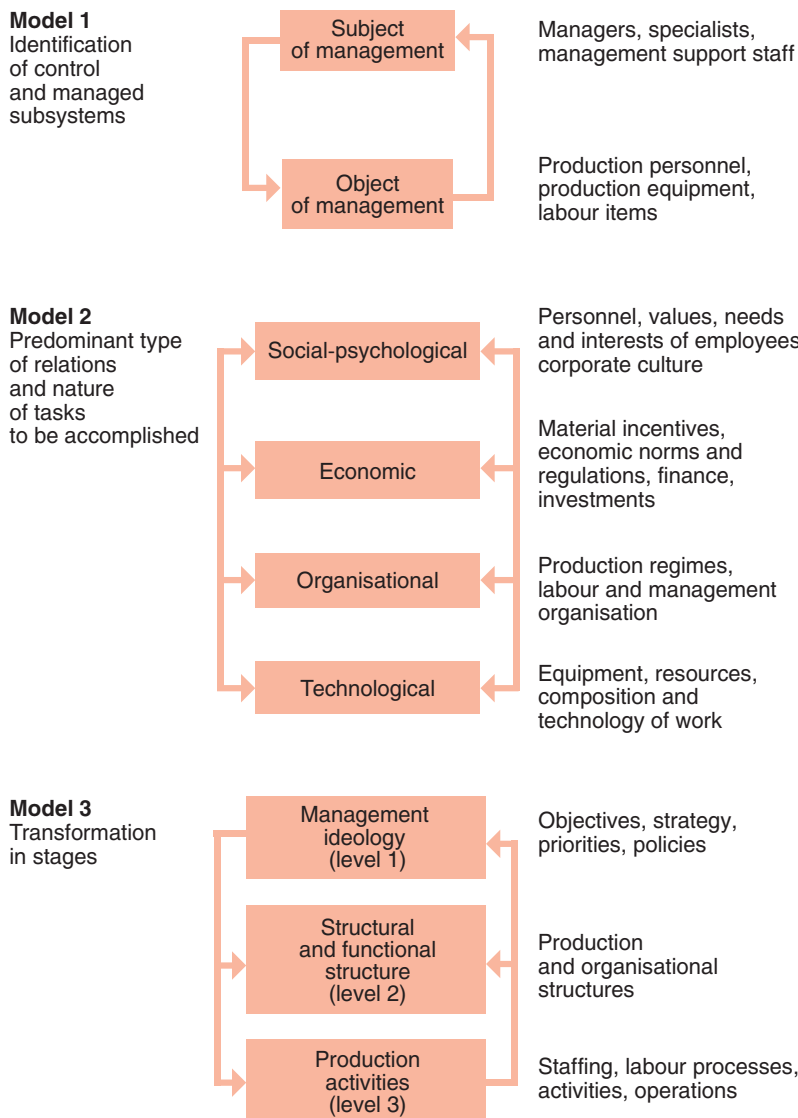 Model 1
Identification
of control
and managed
subsystems
Subject
of management
Managers, specialists,
management support staff
Object
of management
Production personnel,
production equipment,
labour items
Model 2
Predominant type
of relations
and nature
of tasks
to be accomplished
Social-psychological
Personnel, values, needs
and interests of employees
corporate culture
Economic
Material incentives,
economic norms and
regulations, finance,
investments
Organisational
Production regimes,
labour and management
organisation
Technological
Equipment, resources,
composition and
technology of work
Model 3
Transformation
in stages
Management
ideology
(level 1)
Objectives, strategy,
priorities, policies
Structural
and functional
structure
(level 2)
Production
and organisational
structures
Production
activities
(level 3)
Staffing, labour processes,
activities, operations